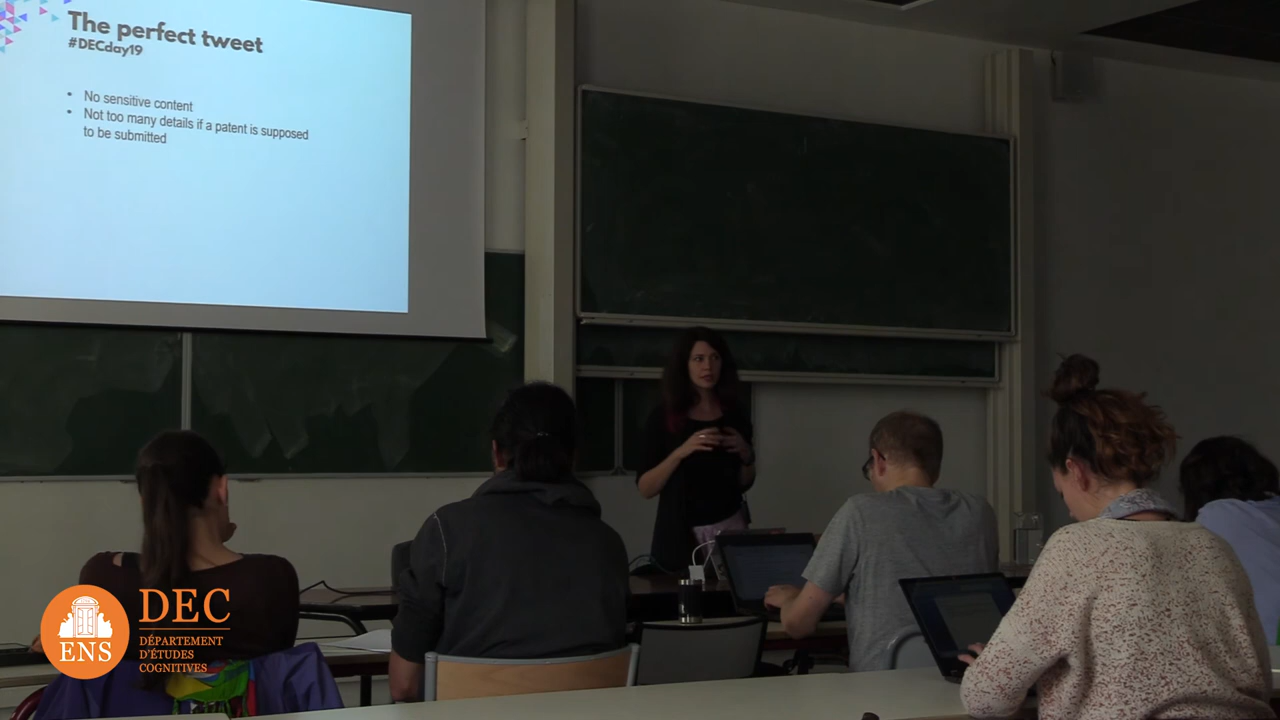 The perfect tweet
#DECday19
• No sensitive content
• Not too many details if a patent is supposed
to be submitted
ENS
DEC
DÉPARTEMENT
D'ÉTUDES
COGNITIVES